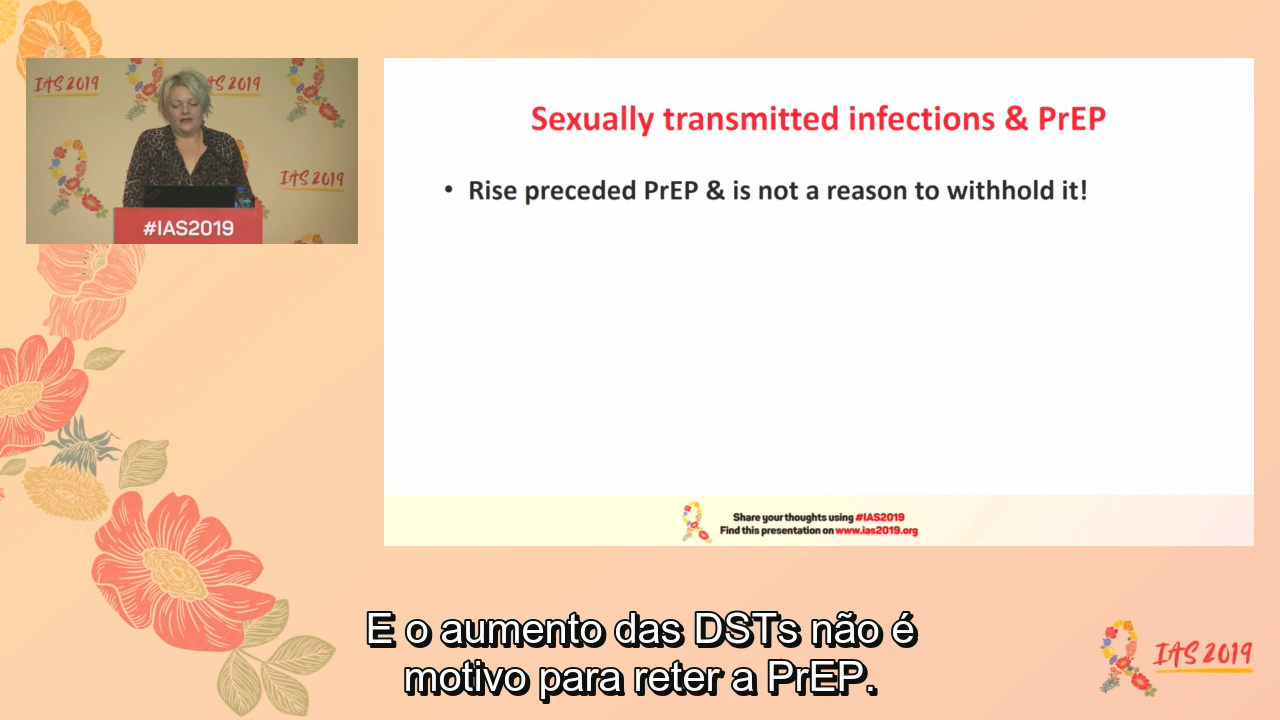 IAS 2019
AS 2019
IAS 2019
#IAS2019
Sexually transmitted infections & PrEP
• Rise preceded PrEP & is not a reason to withhold it!
Share your thoughts using #IAS2019
Find this presentation on www.ias2019.org
E o aumento das DSTs não é
motivo para reter a PrEP.
IAS 2019